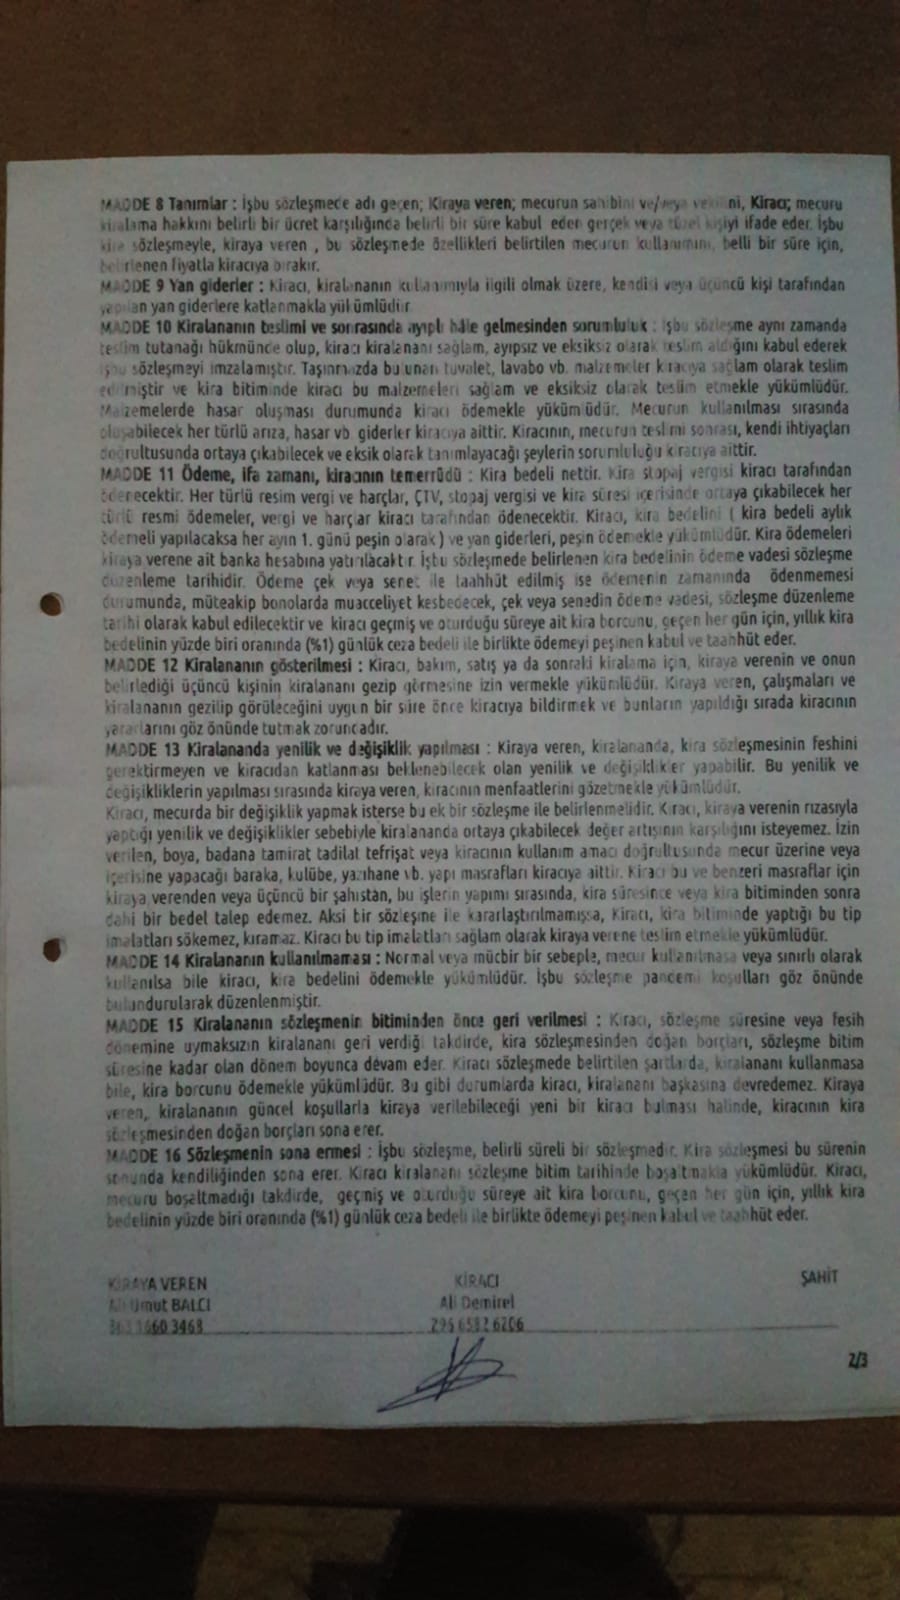 MADDE 8 Tanımlar : İşbu sözleşmede adı geçen; Kiraya veren; mecurun sahibini ve/veya vekilini, Kiracı; mecuru
kiralama hakkını belirli bir ücret karşılığında belirli bir süre kabul eder gerçek veya tüzel kişiyi ifade eder. İşbu
kira sözleşmeyle, kiraya veren , bu sözleşmede özellikleri belirtilen mecurun kullanımını, belli bir süre için,
belirlenen fiyatla kiracıya bırakır.
MADDE 9 Yan giderler : Kiracı, kiralananın kullanımıyla ilgili olmak üzere, kendisi veya üçüncü kişi tarafından
yapılan yan giderlere katlanmakla yükümlüdür
MADDE 10 Kiralananın teslimi ve sonrasında ayıplı hale gelmesinden sorumluluk : İşbu sözleşme aynı zamanda
teslim tutanağı hükmünde olup, kiracı kiralananı sağlam, ayıpsız ve eksiksiz olarak teslim aldığını kabul ederek
işbu sözleşmeyi imzalamıştır. Taşınmazda bulunan tuvalet, lavabo vb. malzemeler kiracıya sağlam olarak teslim
edilmiştir ve kira bitiminde kiracı bu malzemeleri sağlam ve eksiksiz olarak teslim etmekle yükümlüdür.
Malzemelerde hasar oluşması durumunda kiracı ödemekle yükümlüdür. Mecurun kullanılması sırasında
oluşabilecek her türlü arıza, hasar vb. giderler kiracıya aittir. Kiracının, mecurun teslimi sonrası, kendi ihtiyaçları
doğrultusunda ortaya çıkabilecek ve eksik olarak tanımlayacağı şeylerin sorumluluğu kiracıya aittir.
MADDE 11 Ödeme, ifa zamanı, kiracının temerrüdü : Kira bedeli nettir. Kira stopaj vergisi kiracı tarafından
ödenecektir. Her türlü resim vergi ve harçlar, ÇTV, stopaj vergisi ve kira süresi içerisinde ortaya çıkabilecek her
türlü resmi ödemeler, vergi ve harçlar kiracı tarafından ödenecektir. Kiracı, kira bedelini ( kira bedeli aylık
ödemeli yapılacaksa her ayın 1. günü peşin olarak ) ve yan giderleri, peşin ödemekle yükümlüdür. Kira ödemeleri
kiraya verene ait banka hesabına yatırılacaktır. İşbu sözleşmede belirlenen kira bedelinin ödeme vadesi sözleşme
düzenleme tarihidir. Ödeme çek veya senet ile taahhüt edilmiş ise ödemenin zamanında ödenmemesi
durumunda, müteakip bonolarda muacceliyet kesbedecek, çek veya senedin ödeme vadesi, sözleşme düzenleme
tarihi olarak kabul edilecektir ve kiracı geçmiş ve oturduğu süreye ait kira borcunu, geçen her gün için, yıllık kira
bedelinin yüzde biri oranında (%1) günlük ceza bedeli ile birlikte ödemeyi peşinen kabul ve taahhüt eder.
MADDE 12 Kiralananın gösterilmesi : Kiracı, bakım, satış ya da sonraki kiralama için, kiraya verenin ve onun
belirlediği üçüncü kişinin kiralananı gezip görmesine izin vermekle yükümlüdür. Kiraya veren, çalışmaları ve
kiralananın gezilip görüleceğini uygun bir süre önce kiracıya bildirmek ve bunların yapıldığı sırada kiracının
yararlarını göz önünde tutmak zorundadır.
MADDE 13 Kiralananda yenilik ve değişiklik yapılması : Kiraya veren, kiralananda, kira sözleşmesinin feshini
gerektirmeyen ve kiracıdan katlanması beklenebilecek olan yenilik ve değişiklikler yapabilir. Bu yenilik ve
değişikliklerin yapılması sırasında kiraya veren, kiracının menfaatlerini gözetmekle yükümlüdür.
Kiracı, mecurda bir değişiklik yapmak isterse bu ek bir sözleşme ile belirlenmelidir. Kiracı, kiraya verenin rızasıyla
yaptığı yenilik ve değişiklikler sebebiyle kiralananda ortaya çıkabilecek değer artışının karşılığını isteyemez. İzin
verilen, boya, badana tamirat tadilat tefrişat veya kiracının kullanım amacı doğrultusunda mecur üzerine veya
içerisine yapacağı baraka, kulübe, yazıhane vb. yapı masrafları kiracıya aittir. Kiracı bu ve benzeri masraflar için
kiraya verenden veya üçüncü bir şahıstan, bu işlerin yapımı sırasında, kira süresince veya kira bitiminden sonra
dahi bir bedel talep edemez. Aksi bir sözleşme ile kararlaştırılmamışsa, Kiracı, kira bitiminde yaptığı bu tip
imalatları sökemez, kıramaz. Kiracı bu tip imalatları sağlam olarak kiraya verene teslim etmekle yükümlüdür.
MADDE 14 Kiralananın kullanılmaması : Normal veya mücbir bir sebeple, mecur kullanılmasa veya sınırlı olarak
kullanılsa bile kiracı, kira bedelini ödemekle yükümlüdür. İşbu sözleşme pandemi koşulları göz önünde
bulundurularak düzenlenmiştir.
MADDE 15 Kiralananın sözleşmenin bitiminden önce geri verilmesi : Kiracı, sözleşme süresine veya fesih
dönemine uymaksızın kiralananı geri verdiği takdirde, kira sözleşmesinden doğan borçları, sözleşme bitim
süresine kadar olan dönem boyunca devam eder. Kiracı sözleşmede belirtilen şartlarda, kiralananı kullanmasa
bile, kira borcunu ödemekle yükümlüdür. Bu gibi durumlarda kiracı, kiralananı başkasına devredemez. Kiraya
veren, kiralananın güncel koşullarla kiraya verilebileceği yeni bir kiracı bulması halinde, kiracının kira
sözleşmesinden doğan borçları sona erer.
MADDE 16 Sözleşmenin sona ermesi : İşbu sözleşme, belirli süreli bir sözleşmedir. Kira sözleşmesi bu sürenin
sonunda kendiliğinden sona erer. Kiracı kiralananı sözleşme bitim tarihinde boşaltmakla yükümlüdür. Kiracı,
mecuru boşaltmadığı takdirde, geçmiş ve oturduğu süreye ait kira borcunu, geçen her gün için, yıllık kira
bedelinin yüzde biri oranında (%1) günlük ceza bedeli ile birlikte ödemeyi peşinen kabul ve taahhüt eder.
KİRAYA VEREN KİRACI ŞAHİT
Umut BALCI Ali Demirel
3463 6206
2/3